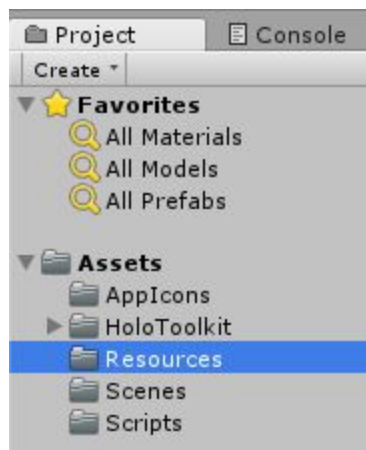 Project Console
Create
Favorites
All Materials
All Models
All Prefabs
Assets
AppIcons
HoloToolkit
Resources
Scenes
Scripts